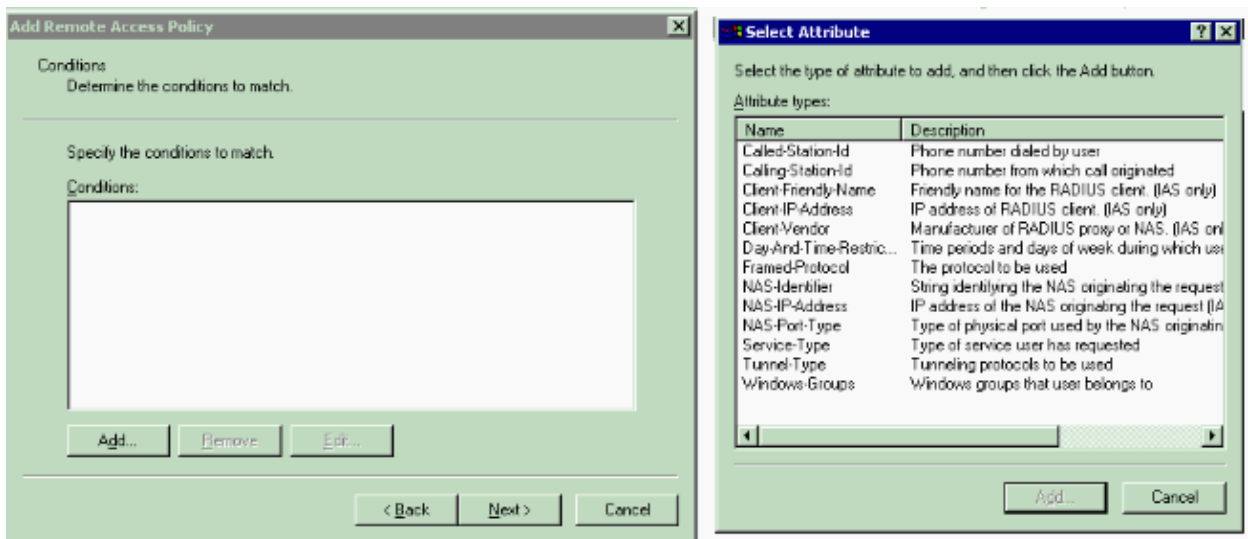 Add Remote Access Policy
Conditions
Determine the conditions to match.
Specify the conditions to match.
Conditions:
Add...
Remove
Edit...
< Back
Next >
Cancel
Select Attribute
Select the type of attribute to add, and then click the Add button.
Attribute types:
Name Description
Called-Station-Id Phone number dialed by user
Calling-Station-Id Phone number from which call originated
Client-Friendly-Name Friendly name for the RADIUS client. (IAS only)
Client-IP-Address IP address of RADIUS client. (IAS only)
Client-Vendor Manufacturer of RADIUS proxy or NAS. (IAS onl
Day-And-Time-Restric... Time periods and days of week during which use
Framed-Protocol The protocol to be used
NAS-Identifier String identifying the NAS originating the request
NAS-IP-Address IP address of the NAS originating the request (IA
NAS-Port-Type Type of physical port used by the NAS originatin
Service-Type Type of service user has requested
Tunnel-Type Tunneling protocols to be used
Windows-Groups Windows groups that user belongs to
Add...
Cancel